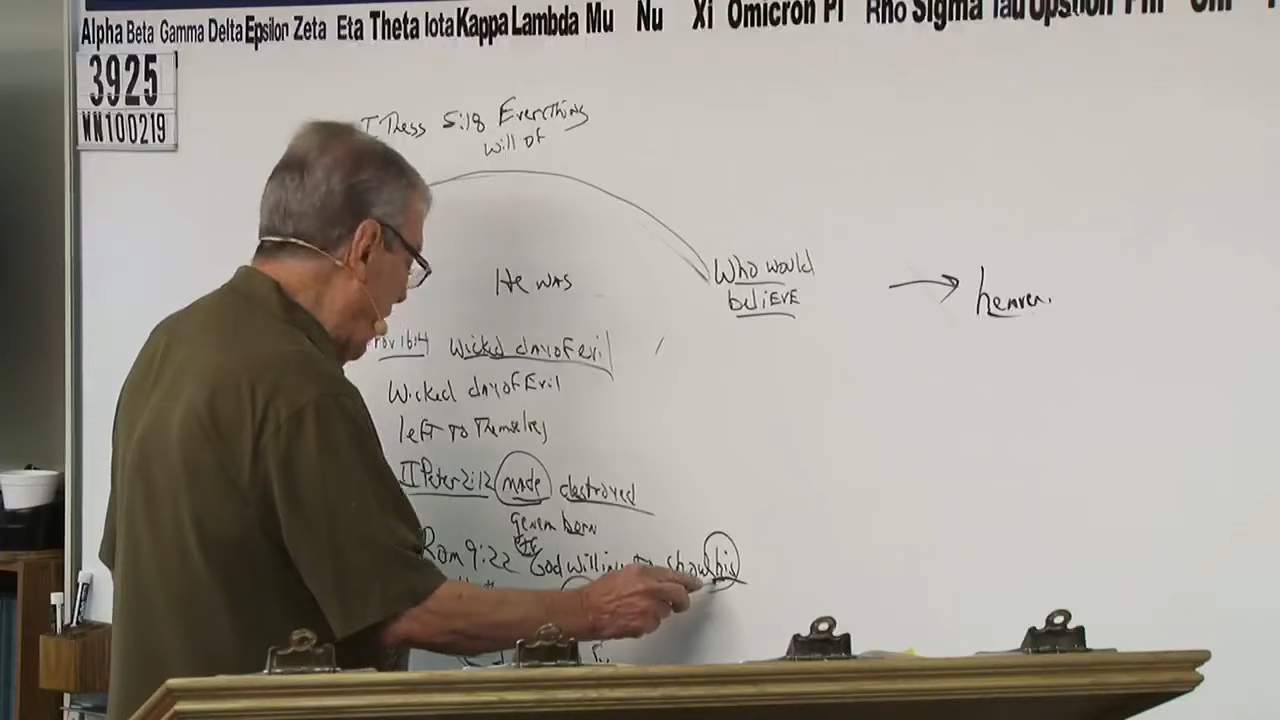 Alpha Beta Gamma Delta Epsilon Zeta Eta Theta Iota Kappa Lambda Mu Nu Xi Omicron Pi Rho Sigma Tau Upsilon Phi Chi
3925
WN100219
I Thess 5:18 Everything
will of
He was
Who would
believe
heaven.
rov 16:4 Wicked day of evil
Wicked day of Evil
left to Themselves
II Peter 2:12 made destroyed
born
Rom 9:22 God willing to show his